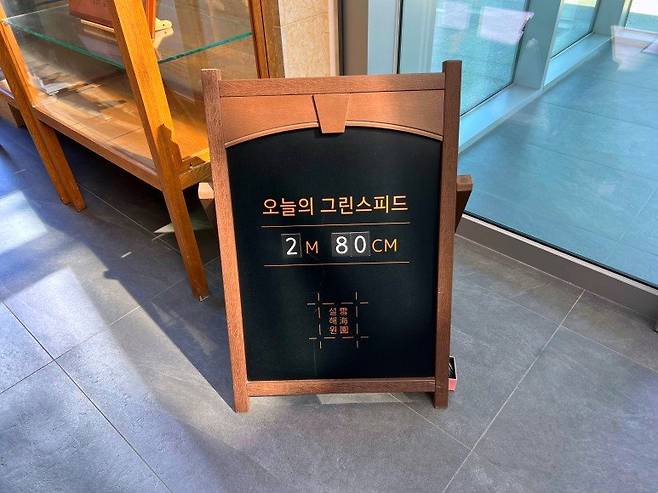 오늘의 그린스피드
2 M 80 CM
설 雪
해 海
원 園